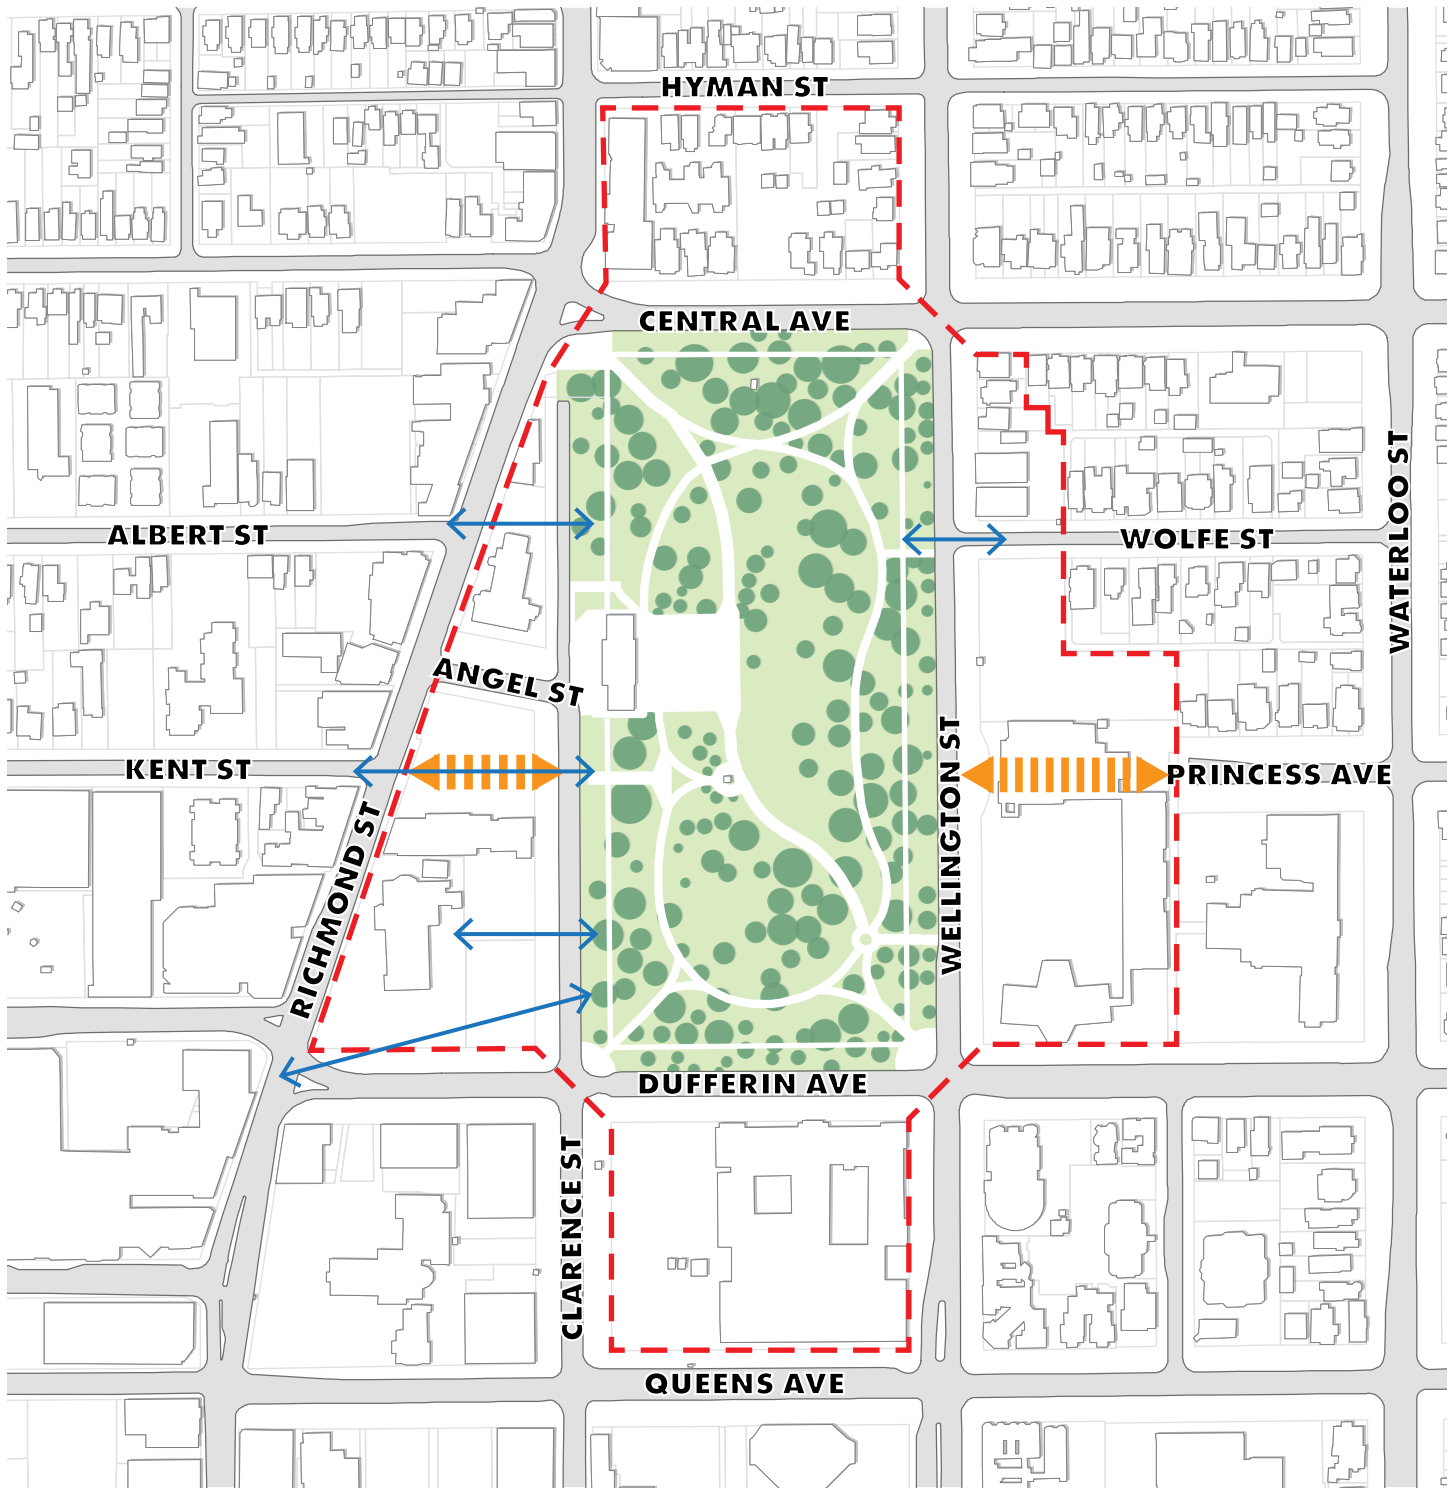 HYMAN ST
CENTRAL AVE
ALBERT ST
WOLFE ST
WATERLOO ST
ANGEL ST
KENT ST
PRINCESS AVE
WELLINGTON ST
RICHMOND ST
DUFFERIN AVE
CLARENCE ST
QUEENS AVE